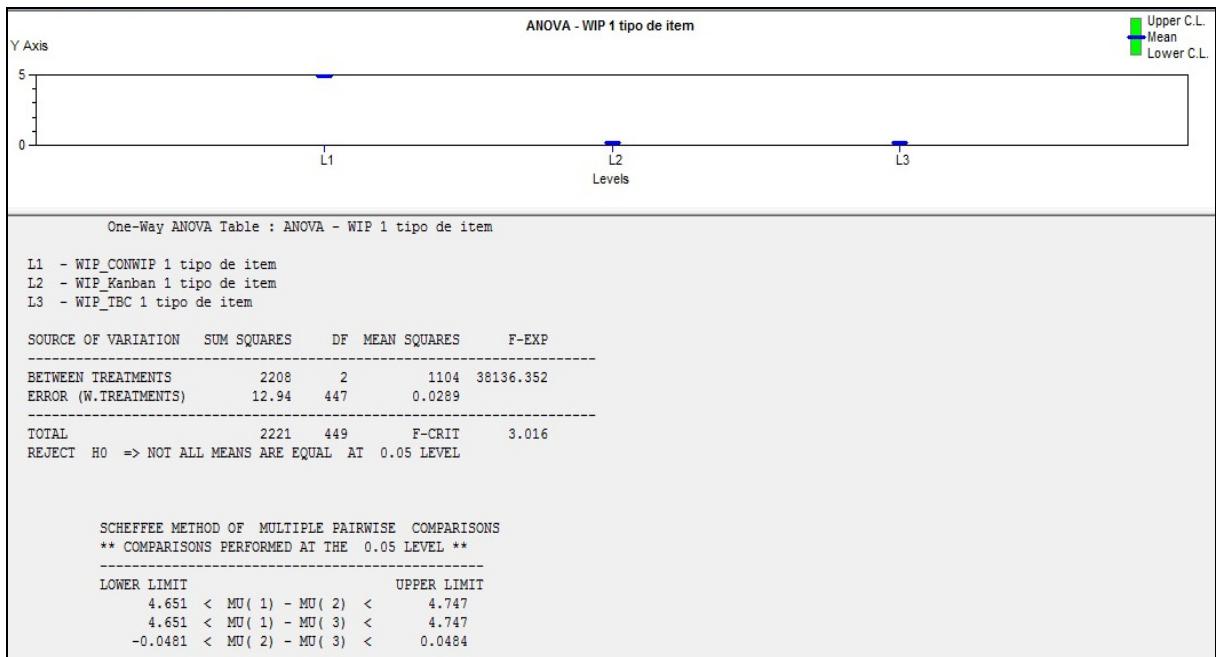 ANOVA - WIP 1 tipo de item
Upper C.L.
Mean
Lower C.L.
Y Axis
5
0
L1 L2 L3
Levels
One-Way ANOVA Table : ANOVA - WIP 1 tipo de item
L1 - WIP_CONWIP 1 tipo de item
L2 - WIP_Kanban 1 tipo de item
L3 - WIP_TBC 1 tipo de item
SOURCE OF VARIATION SUM SQUARES DF MEAN SQUARES F-EXP
BETWEEN TREATMENTS 2208 2 1104 38136.352
ERROR (W.TREATMENTS) 12.94 447 0.0289
TOTAL 2221 449 F-CRIT 3.016
REJECT H0 => NOT ALL MEANS ARE EQUAL AT 0.05 LEVEL
SCHEFFEE METHOD OF MULTIPLE PAIRWISE COMPARISONS
** COMPARISONS PERFORMED AT THE 0.05 LEVEL **
LOWER LIMIT UPPER LIMIT
4.651 < MU( 1) - MU( 2) < 4.747
4.651 < MU( 1) - MU( 3) < 4.747
-0.0481 < MU( 2) - MU( 3) < 0.0484